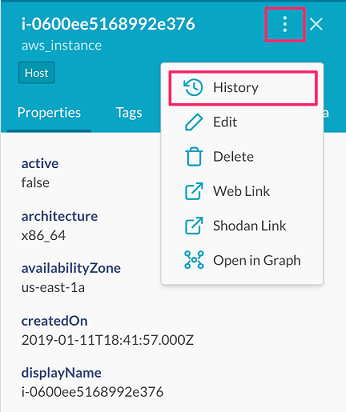 i-0600ee5168992e376
aws_instance
Host
Properties Tags a
History
Edit
Delete
Web Link
Shodan Link
Open in Graph
active
false
architecture
x86_64
availabilityZone
us-east-1a
createdOn
2019-01-11T18:41:57.000Z
displayName
i-0600ee5168992e376